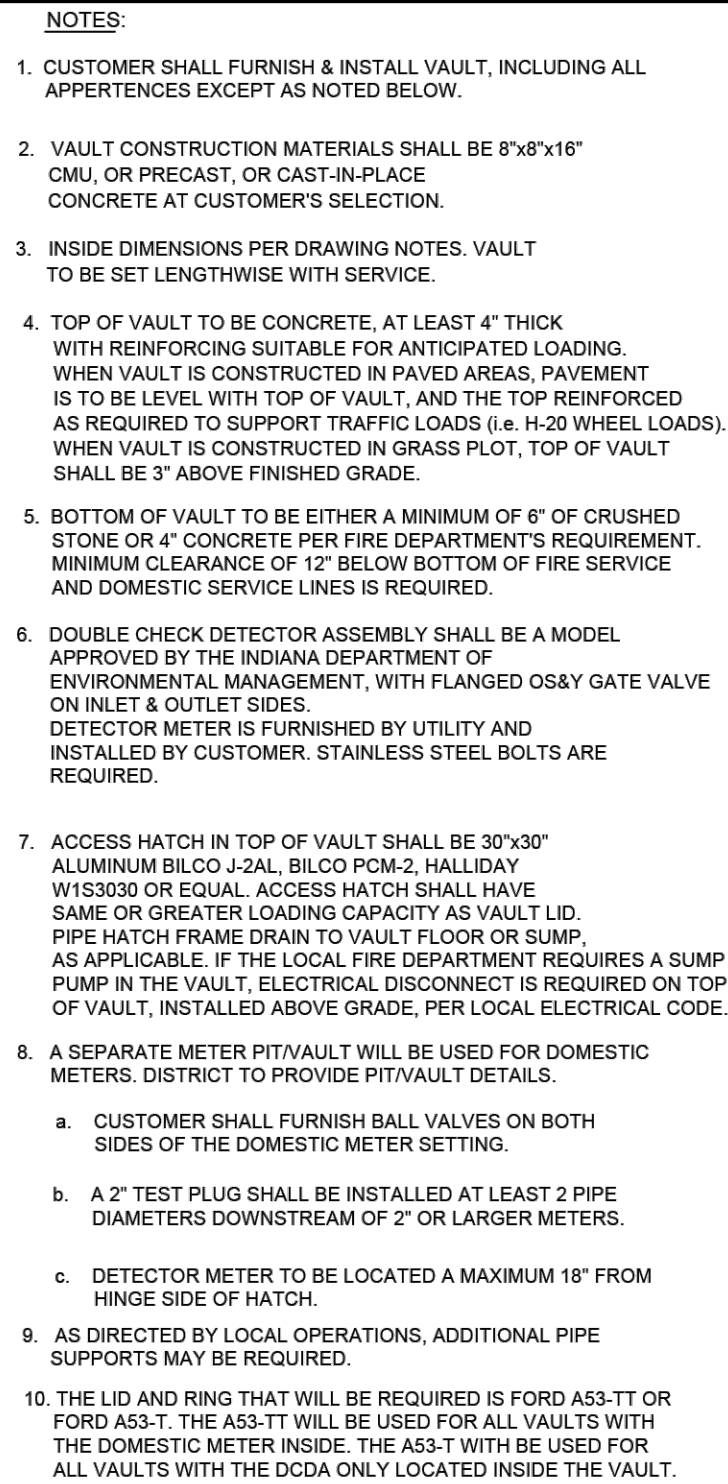 NOTES:
1. CUSTOMER SHALL FURNISH & INSTALL VAULT, INCLUDING ALL
APPERTENCES EXCEPT AS NOTED BELOW.
2. VAULT CONSTRUCTION MATERIALS SHALL BE 8"x8"x16"
CMU, OR PRECAST, OR CAST-IN-PLACE
CONCRETE AT CUSTOMER'S SELECTION.
3. INSIDE DIMENSIONS PER DRAWING NOTES. VAULT
TO BE SET LENGTHWISE WITH SERVICE.
4. TOP OF VAULT TO BE CONCRETE, AT LEAST 4" THICK
WITH REINFORCING SUITABLE FOR ANTICIPATED LOADING.
WHEN VAULT IS CONSTRUCTED IN PAVED AREAS, PAVEMENT
IS TO BE LEVEL WITH TOP OF VAULT, AND THE TOP REINFORCED
AS REQUIRED TO SUPPORT TRAFFIC LOADS (i.e. H-20 WHEEL LOADS).
WHEN VAULT IS CONSTRUCTED IN GRASS PLOT, TOP OF VAULT
SHALL BE 3" ABOVE FINISHED GRADE.
5. BOTTOM OF VAULT TO BE EITHER A MINIMUM OF 6" OF CRUSHED
STONE OR 4" CONCRETE PER FIRE DEPARTMENT'S REQUIREMENT.
MINIMUM CLEARANCE OF 12" BELOW BOTTOM OF FIRE SERVICE
AND DOMESTIC SERVICE LINES IS REQUIRED.
6. DOUBLE CHECK DETECTOR ASSEMBLY SHALL BE A MODEL
APPROVED BY THE INDIANA DEPARTMENT OF
ENVIRONMENTAL MANAGEMENT, WITH FLANGED OS&Y GATE VALVE
ON INLET & OUTLET SIDES.
DETECTOR METER IS FURNISHED BY UTILITY AND
INSTALLED BY CUSTOMER. STAINLESS STEEL BOLTS ARE
REQUIRED.
7. ACCESS HATCH IN TOP OF VAULT SHALL BE 30"x30"
ALUMINUM BILCO J-2AL, BILCO PCM-2, HALLIDAY
W1S3030 OR EQUAL. ACCESS HATCH SHALL HAVE
SAME OR GREATER LOADING CAPACITY AS VAULT LID.
PIPE HATCH FRAME DRAIN TO VAULT FLOOR OR SUMP,
AS APPLICABLE. IF THE LOCAL FIRE DEPARTMENT REQUIRES A SUMP
PUMP IN THE VAULT, ELECTRICAL DISCONNECT IS REQUIRED ON TOP
OF VAULT, INSTALLED ABOVE GRADE, PER LOCAL ELECTRICAL CODE.
8. A SEPARATE METER PIT/VAULT WILL BE USED FOR DOMESTIC
METERS. DISTRICT TO PROVIDE PIT/VAULT DETAILS.
a. CUSTOMER SHALL FURNISH BALL VALVES ON BOTH
SIDES OF THE DOMESTIC METER SETTING.
b. A 2" TEST PLUG SHALL BE INSTALLED AT LEAST 2 PIPE
DIAMETERS DOWNSTREAM OF 2" OR LARGER METERS.
c. DETECTOR METER TO BE LOCATED A MAXIMUM 18" FROM
HINGE SIDE OF HATCH.
9. AS DIRECTED BY LOCAL OPERATIONS, ADDITIONAL PIPE
SUPPORTS MAY BE REQUIRED.
10. THE LID AND RING THAT WILL BE REQUIRED IS FORD A53-TT OR
FORD A53-T. THE A53-TT WILL BE USED FOR ALL VAULTS WITH
THE DOMESTIC METER INSIDE. THE A53-T WITH BE USED FOR
ALL VAULTS WITH THE DCDA ONLY LOCATED INSIDE THE VAULT.